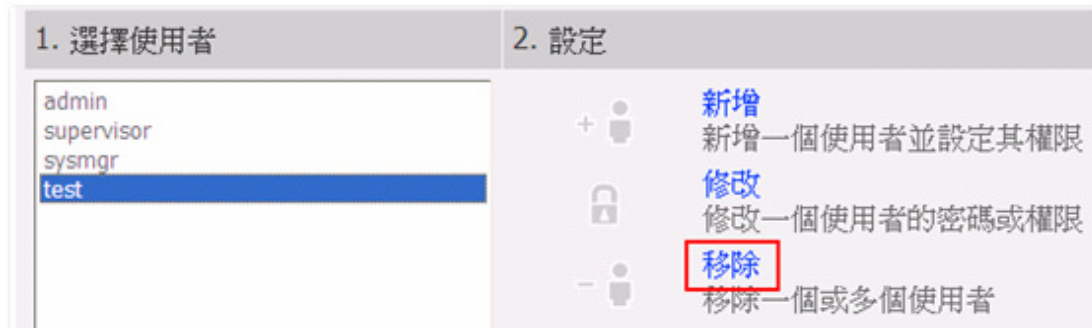 1. 選擇使用者
2. 設定
admin
supervisor
sysmgr
test
新增
新增一個使用者並設定其權限
修改
修改一個使用者的密碼或權限
移除
移除一個或多個使用者